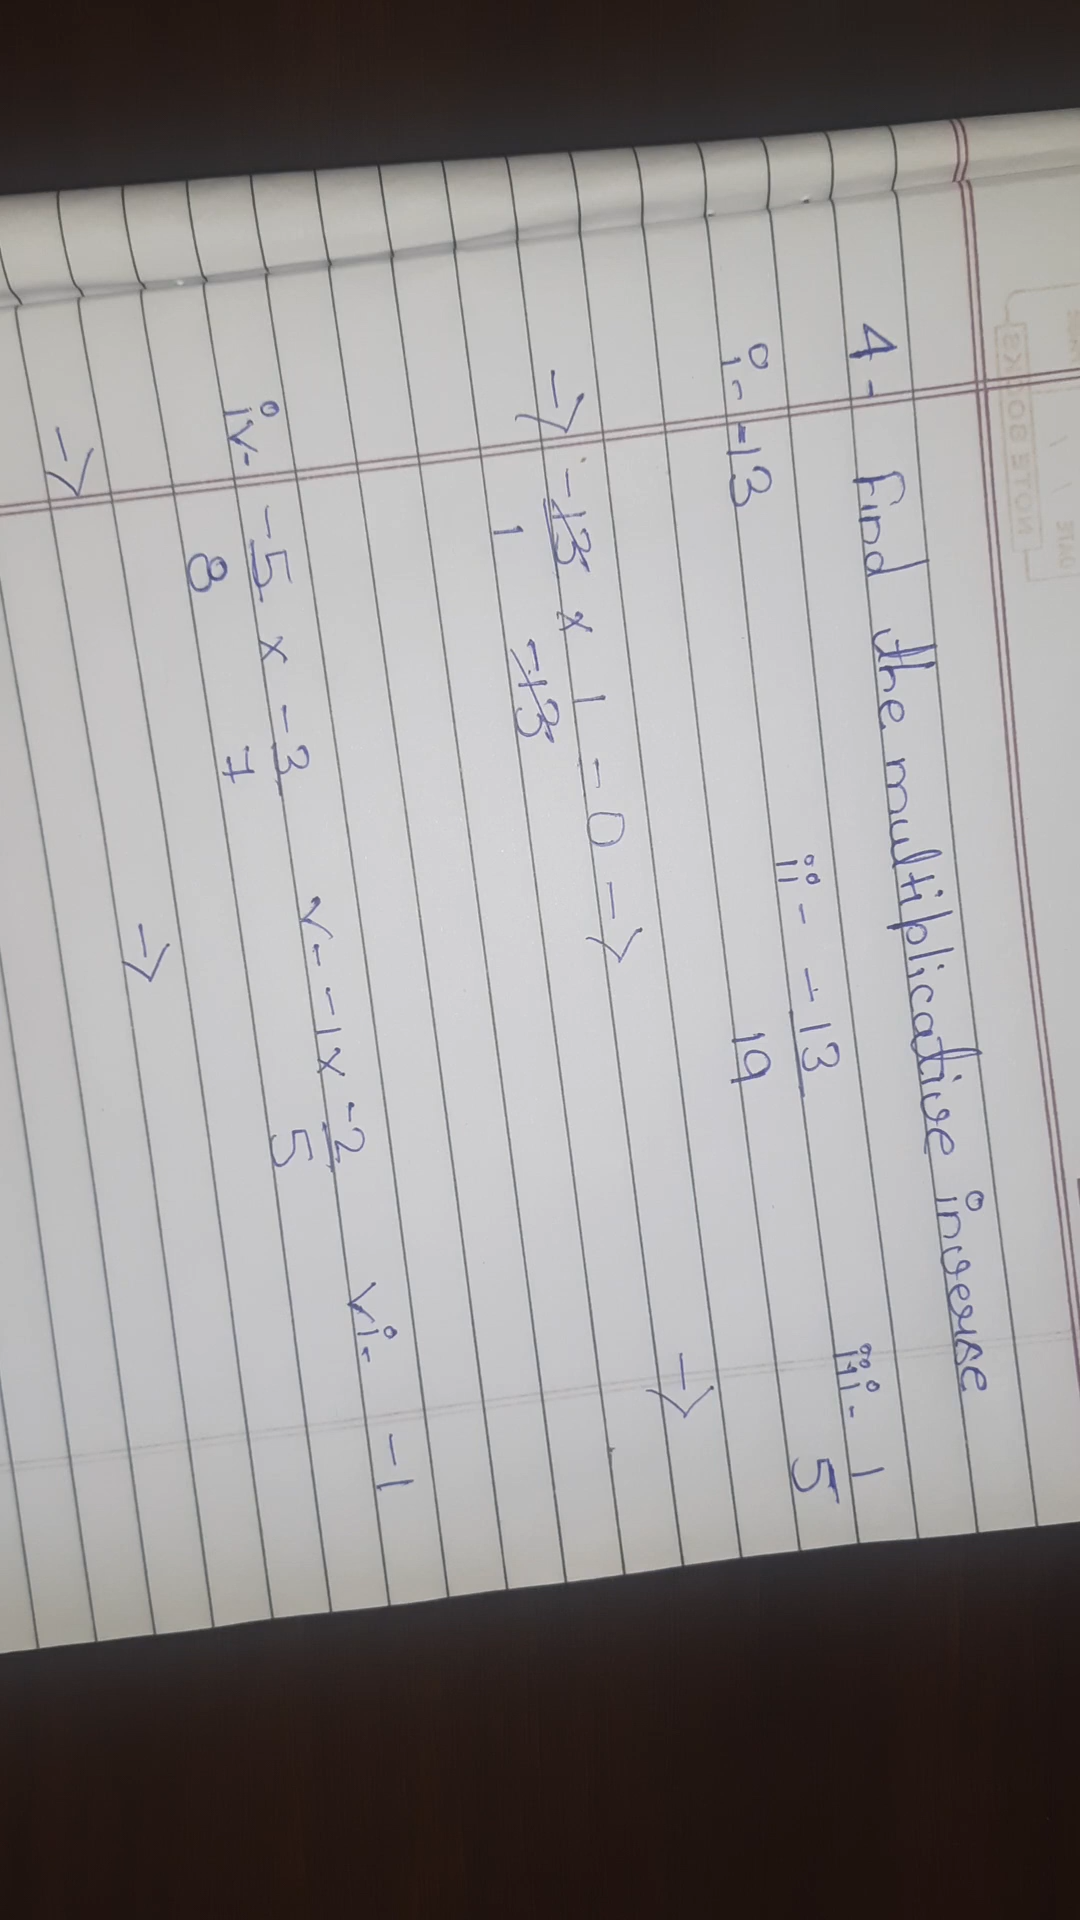 4- Find the multiplicative inverse
i- -13 ii- -13/19 iii- 1/5
→ -13/1 x 1/-13 - 0 → →
iv- -5/8 x -3/7 v- -1 x -2/5 vi- -1
→ →